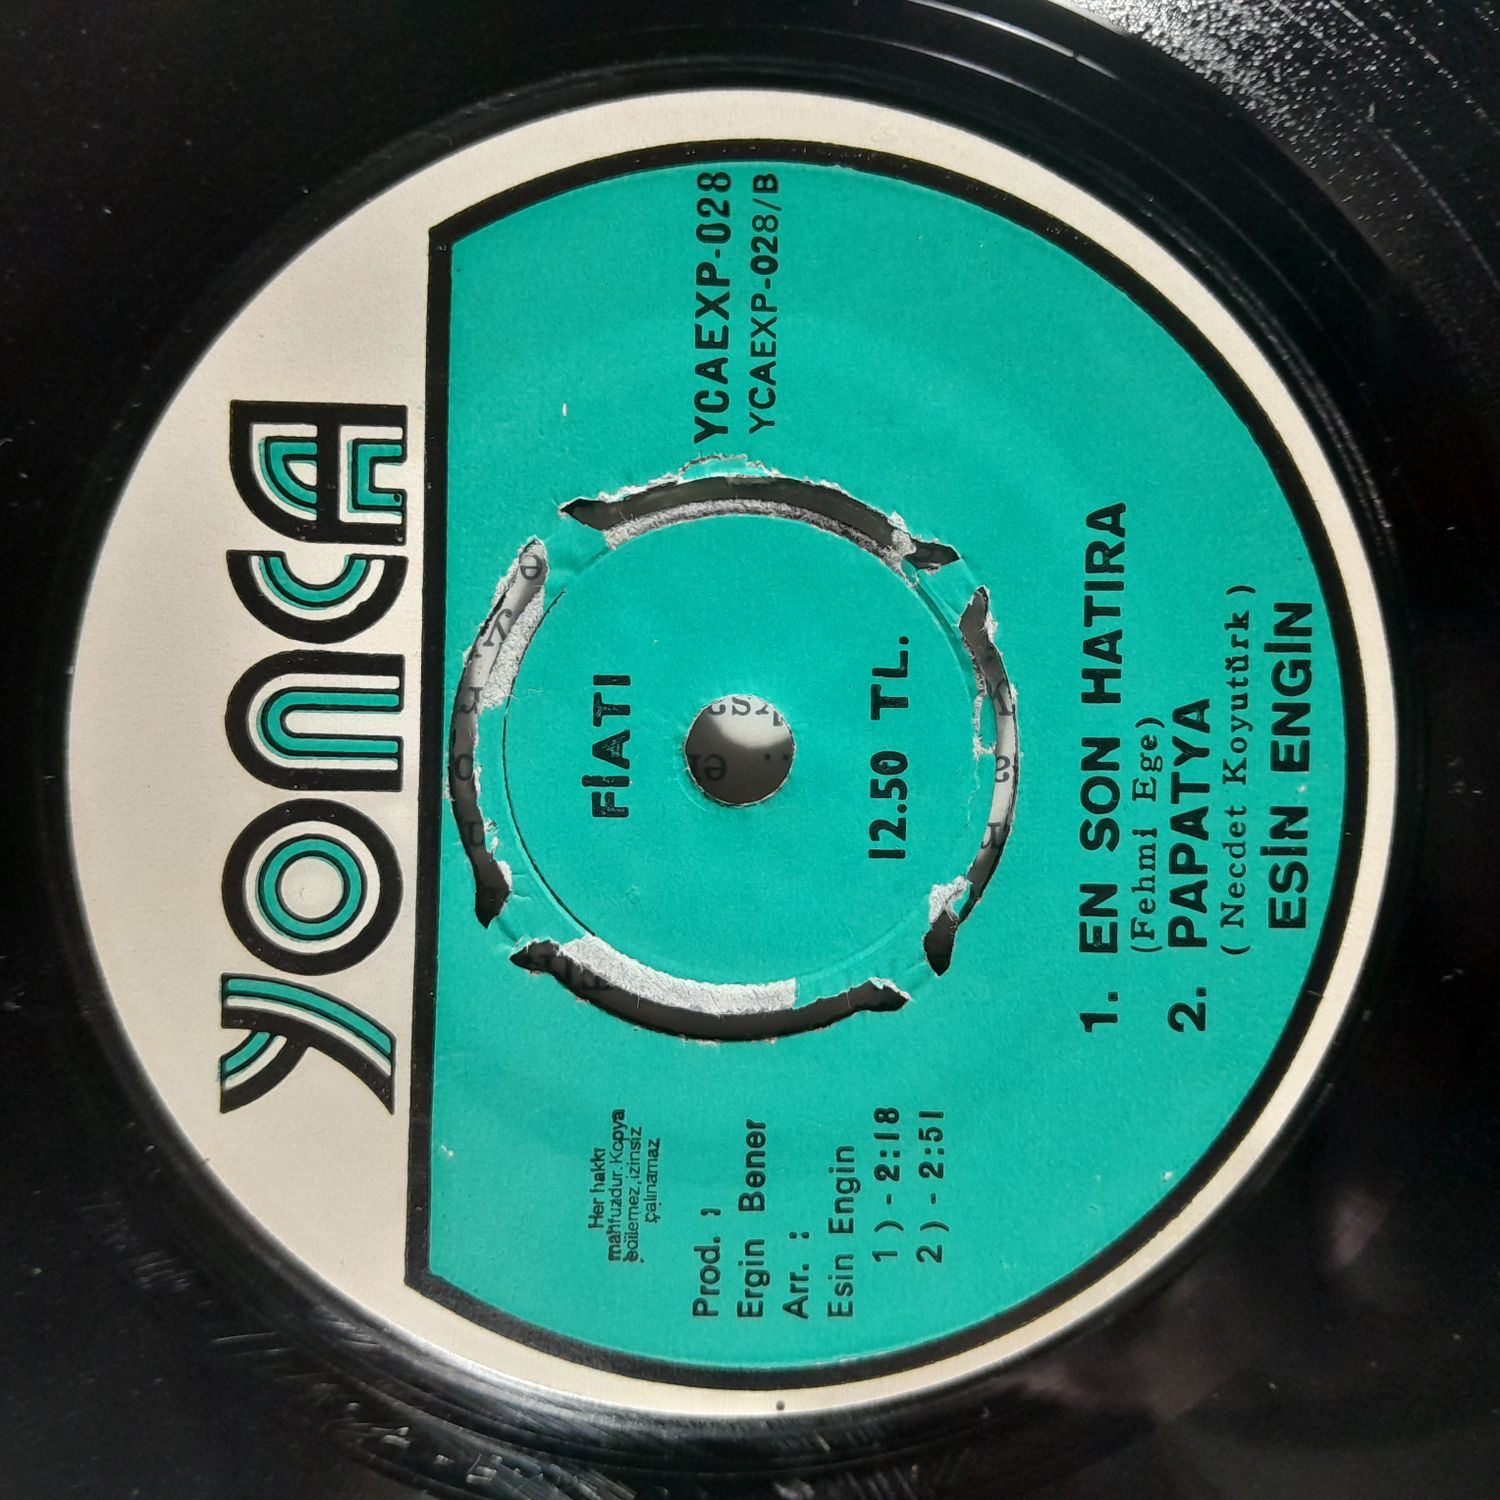 YONCA
Her hakkı
mahfuzdur. Kopya
edilemez, izinsiz
çalınamaz
FİATI
YCAEXP-028
YCAEXP-028/B
Prod. :
Ergin Bener
Arr. :
Esin Engin
1) - 2:18
2) - 2:51
12.50 TL.
1. EN SON HATIRA
(Fehmi Ege)
2. PAPATYA
( Necdet Koyutürk )
ESİN ENGİN